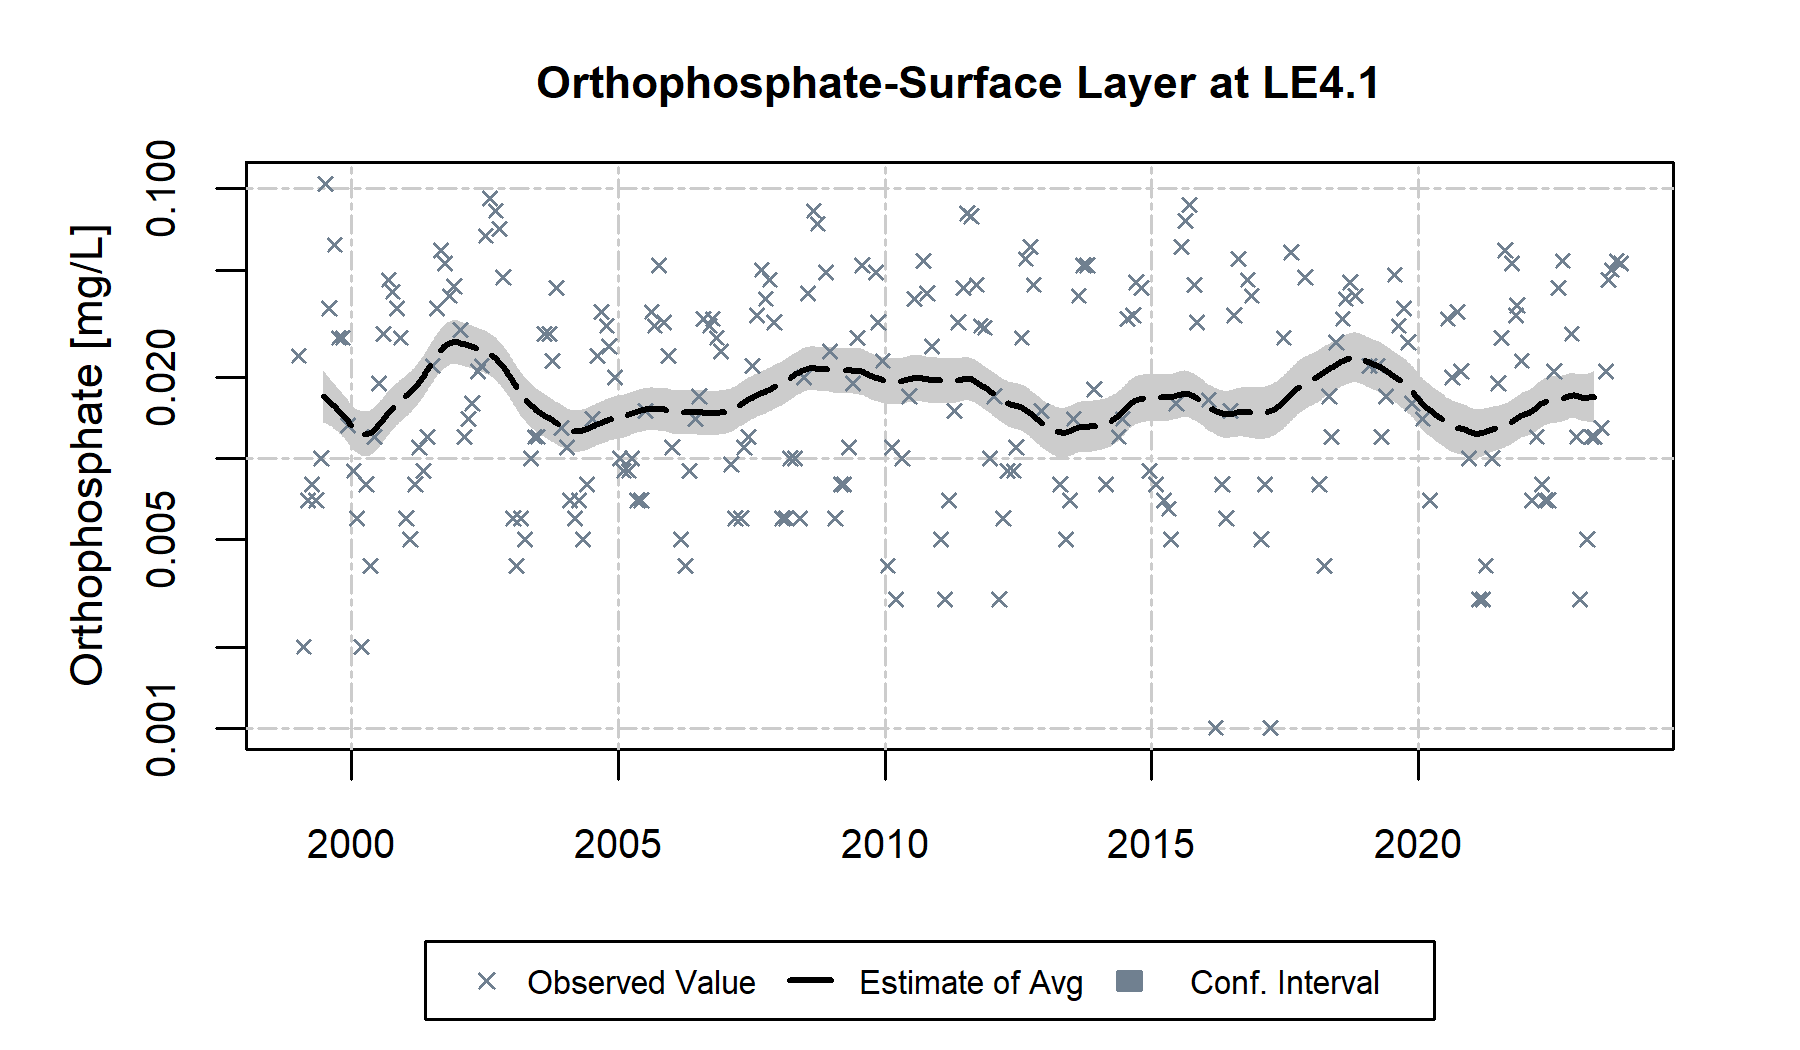 Orthophosphate-Surface Layer at LE4.1
Orthophosphate [mg/L]
0.100
0.020
0.005
0.001
2000 2005 2010 2015 2020
Observed Value Estimate of Avg Conf. Interval